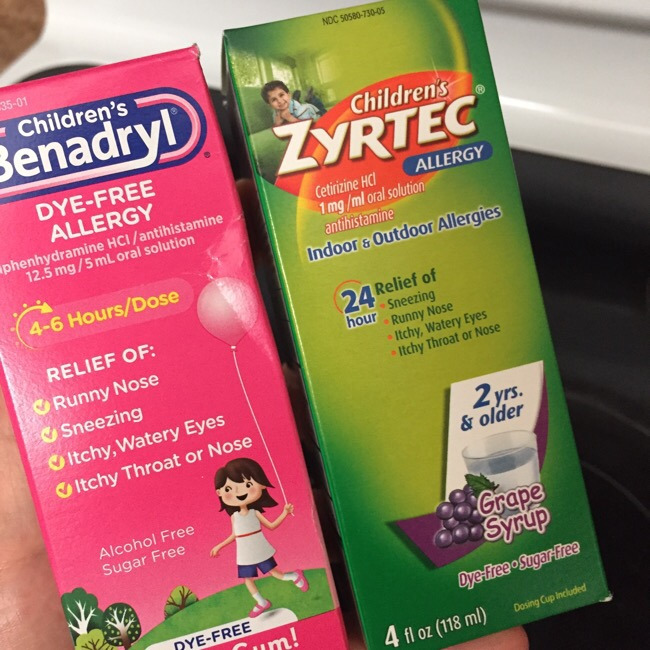 35-01
Children's
Benadryl®
DYE-FREE
ALLERGY
phenhydramine HCl/antihistamine
12.5 mg/5 mL oral solution
4-6 Hours/Dose
RELIEF OF:
Runny Nose
Sneezing
Itchy, Watery Eyes
Itchy Throat or Nose
Alcohol Free
Sugar Free
DYE-FREE
Gum!
NDC 50580-730-05
Children's
ZYRTEC®
ALLERGY
Cetirizine HCl
1 mg/ml oral solution
antihistamine
Indoor & Outdoor Allergies
24
hour
Relief of
• Sneezing
• Runny Nose
• Itchy, Watery Eyes
• Itchy Throat or Nose
2 yrs.
& older
Grape
Syrup
Dye-Free • Sugar-Free
Dosing Cup Included
4 fl oz (118 ml)